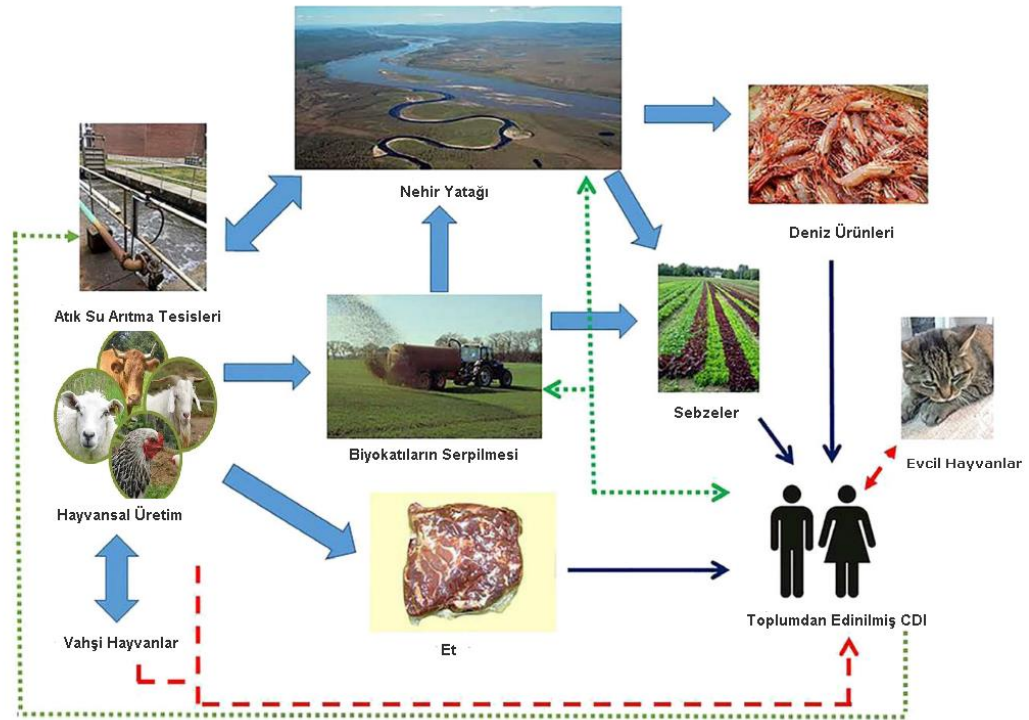 Nehir Yatağı
Deniz Ürünleri
Atık Su Arıtma Tesisleri
Sebzeler
Biyokatıların Serpilmesi
Evcil Hayvanlar
Hayvansal Üretim
Toplumdan Edinilmiş CDI
Vahşi Hayvanlar
Et